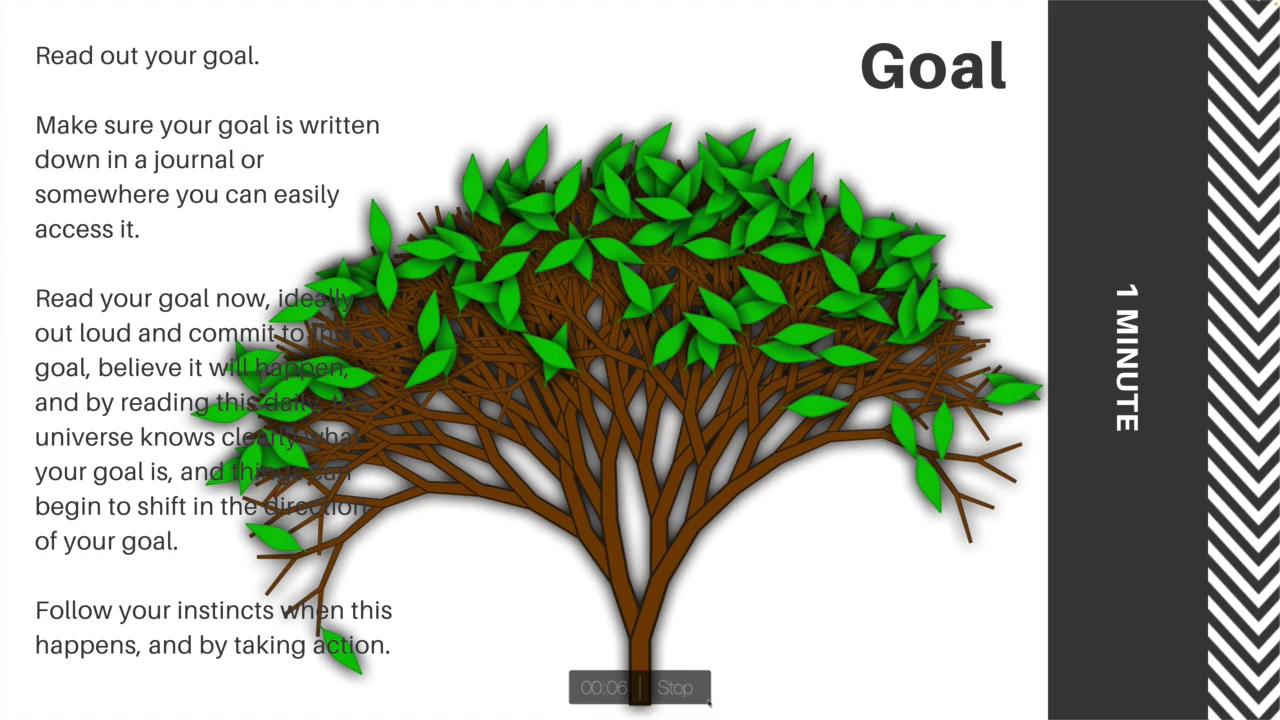 Goal
Read out your goal.
Make sure your goal is written
down in a journal or
somewhere you can easily
access it.
Read your goal now, ideally
out loud and commit to this
goal, believe it will happen,
and by reading this daily, the
universe knows clearly what
your goal is, and things can
begin to shift in the direction
of your goal.
Follow your instincts when this
happens, and by taking action.
1 MINUTE
00:06
Stop